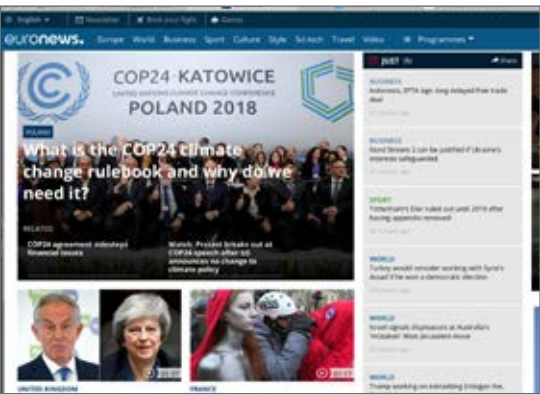 English
Newsletter
Book your flight
Games
euronews.
Europe World Business Sport Culture Style Sci-tech Travel Video
Programmes
COP24·KATOWICE
UNITED NATIONS CLIMATE CHANGE CONFERENCE
POLAND 2018
POLAND
What is the COP24 climate
change rulebook and why do we
need it?
RELATED
COP24 agreement sidesteps
financial issues
Watch: Protest breaks out at
COP24 speech after US
announces no change to
climate policy
UNITED KINGDOM
FRANCE
JUST IN
Share
BUSINESS
Indonesia, EFTA sign long-delayed free trade
deal
BUSINESS
Nord Stream 2 can be justified if Ukraine's
interests safeguarded
SPORT
Tottenham's Dier ruled out until 2019 after
having appendix removed
WORLD
Turkey would consider working with Syria's
Assad if he won a democratic election
WORLD
Israel signals displeasure at Australia's
'mistaken' West Jerusalem move
WORLD
Trump working on extraditing Erdogan foe,